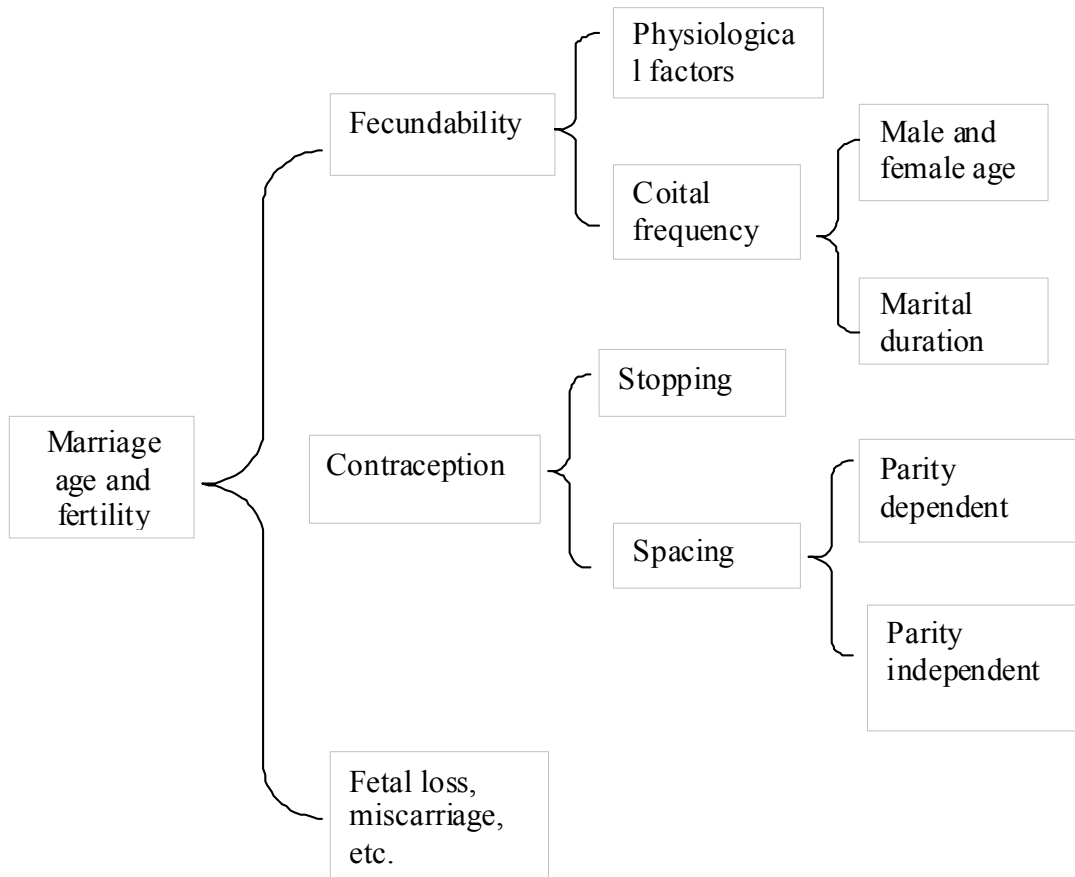 Physiologica
l factors
Fecundability
Male and
female age
Coital
frequency
Marital
duration
Stopping
Marriage
age and
fertility
Contraception
Parity
dependent
Spacing
Parity
independent
Fetal loss,
miscarriage,
etc.